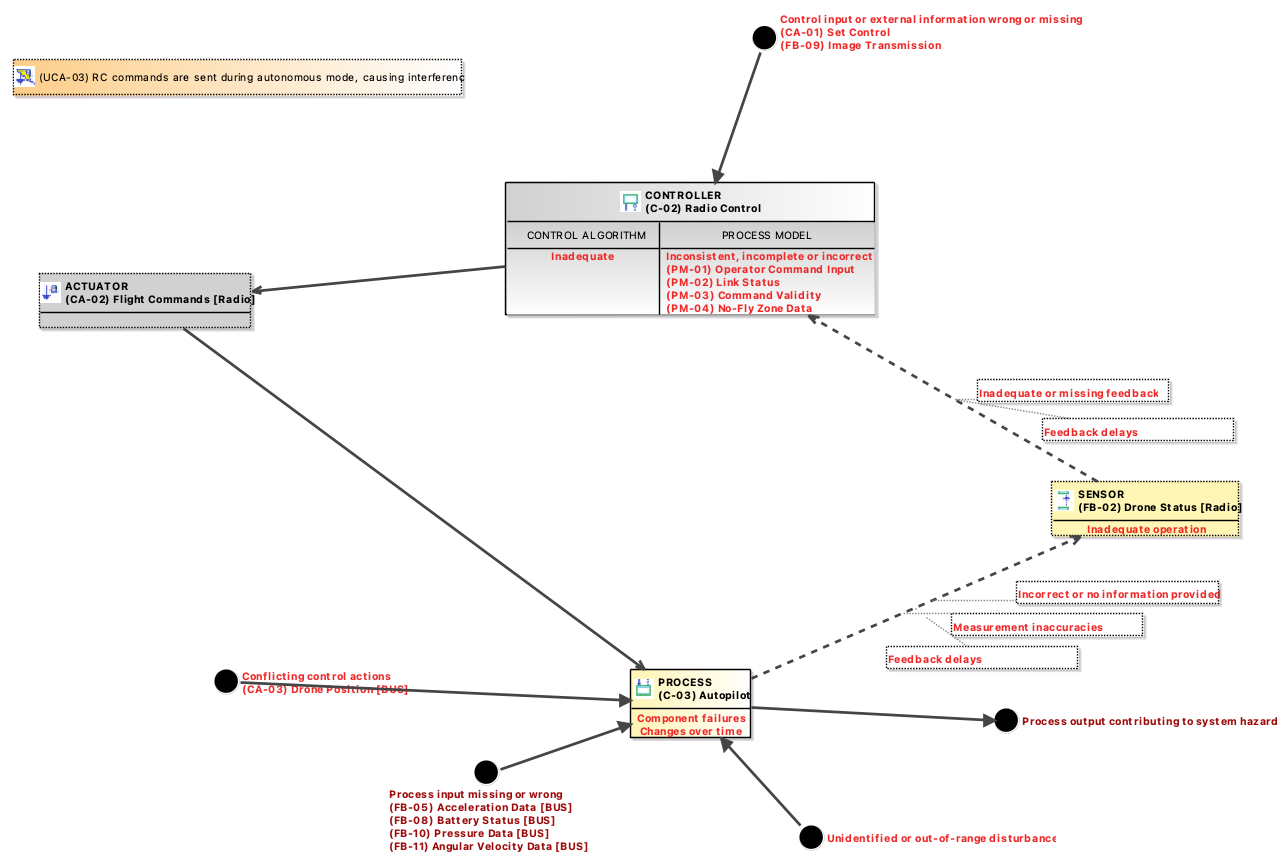 Control input or external information wrong or missing
(CA-01) Set Control
(FB-09) Image Transmission
(UCA-03) RC commands are sent during autonomous mode, causing interferenc
CONTROLLER
(C-02) Radio Control
CONTROL ALGORITHM
PROCESS MODEL
Inadequate
Inconsistent, incomplete or incorrect
(PM-01) Operator Command Input
(PM-02) Link Status
(PM-03) Command Validity
(PM-04) No-Fly Zone Data
ACTUATOR
(CA-02) Flight Commands [Radio]
Inadequate or missing feedback
Feedback delays
SENSOR
(FB-02) Drone Status [Radio]
Inadequate operation
Incorrect or no information provided
Measurement inaccuracies
Feedback delays
Conflicting control actions
(CA-03) Drone Position [BUS]
PROCESS
(C-03) Autopilot
Component failures
Changes over time
Process output contributing to system hazard
Process input missing or wrong
(FB-05) Acceleration Data [BUS]
(FB-08) Battery Status [BUS]
(FB-10) Pressure Data [BUS]
(FB-11) Angular Velocity Data [BUS]
Unidentified or out-of-range disturbance